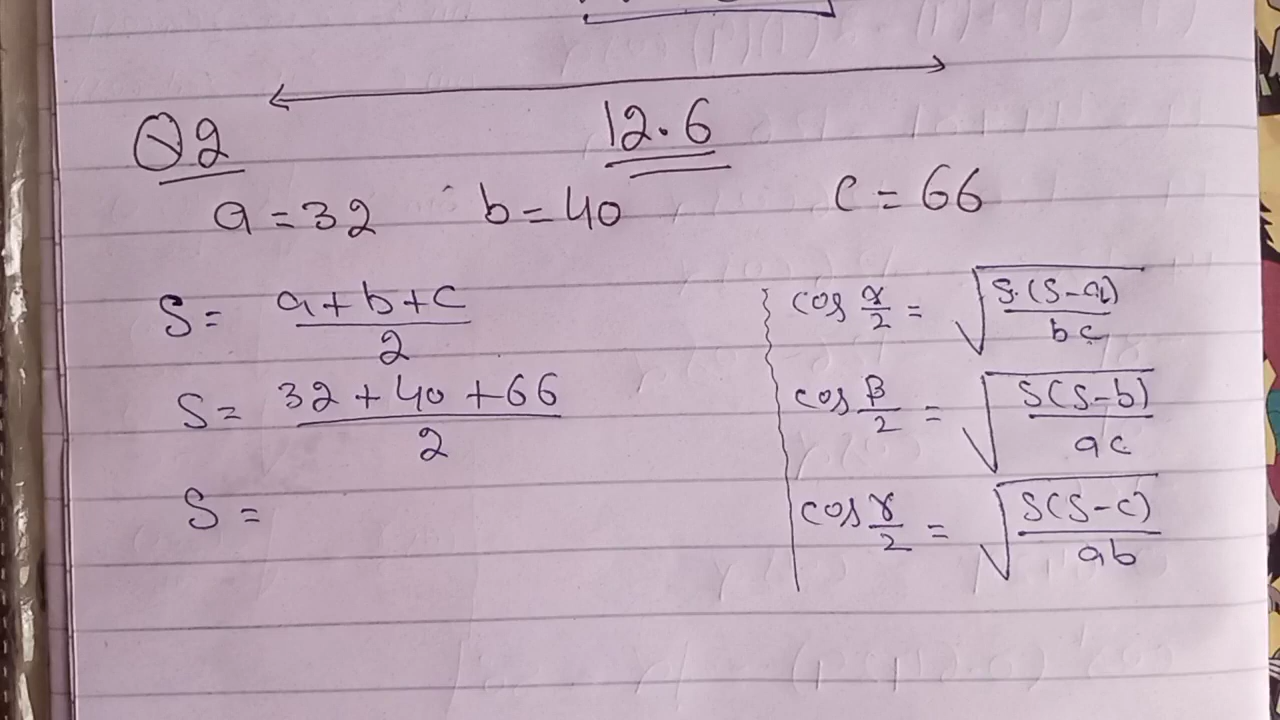 Q2 12.6
a = 32 b = 40 c = 66
S = a+b+c/2
S = 32+40+66/2
S =
cos α/2 = √(S.(S-a)/bc)
cos β/2 = √(S(S-b)/ac)
cos γ/2 = √(S(S-c)/ab)